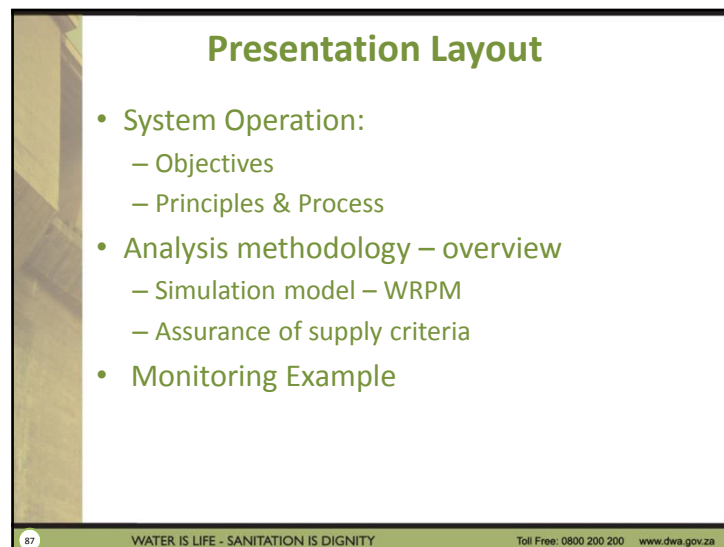 Presentation Layout
• System Operation:
– Objectives
– Principles & Process
• Analysis methodology – overview
– Simulation model – WRPM
– Assurance of supply criteria
• Monitoring Example
87 WATER IS LIFE - SANITATION IS DIGNITY Toll Free: 0800 200 200 www.dwa.gov.za